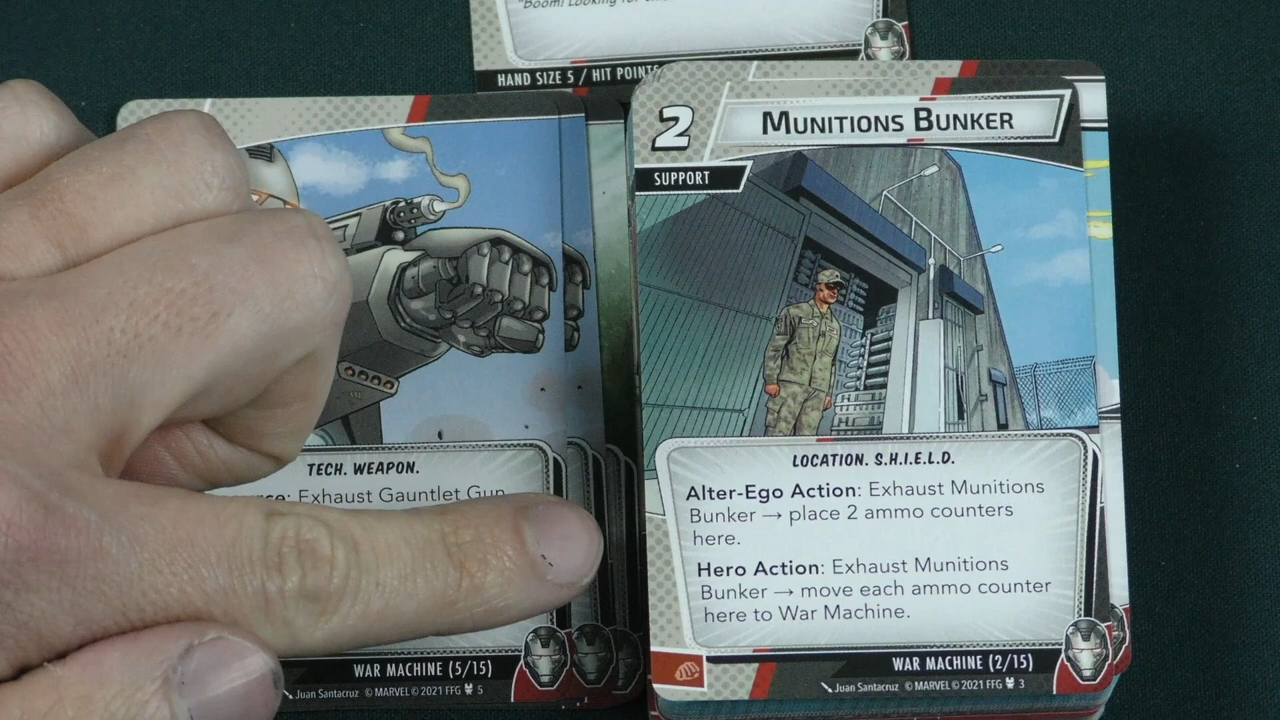 "Boom! Looking for
HAND SIZE 5 / HIT POINTS
TECH. WEAPON.
: Exhaust Gauntlet Gun
WAR MACHINE (5/15)
Juan Santacruz © MARVEL © 2021 FFG 5
2
MUNITIONS BUNKER
SUPPORT
LOCATION. S.H.I.E.L.D.
Alter-Ego Action: Exhaust Munitions
Bunker → place 2 ammo counters
here.
Hero Action: Exhaust Munitions
Bunker → move each ammo counter
here to War Machine.
WAR MACHINE (2/15)
Juan Santacruz © MARVEL © 2021 FFG 3